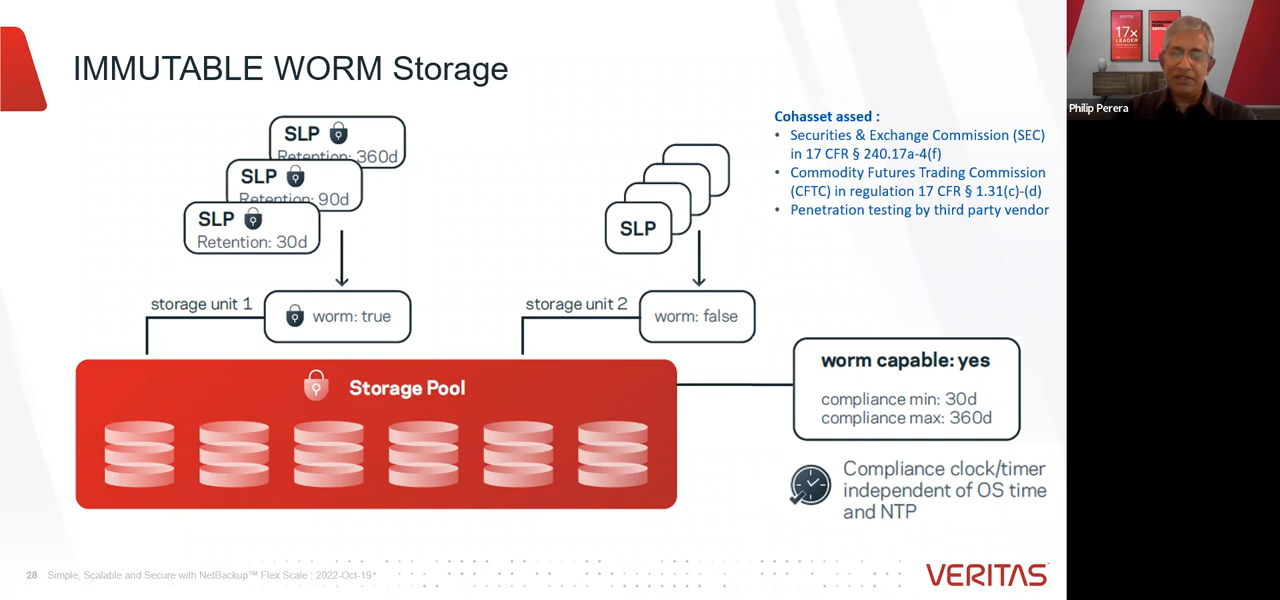 IMMUTABLE WORM Storage
SLP
Retention: 360d
SLP
Retention: 90d
SLP
Retention: 30d
storage unit 1
worm: true
SLP
storage unit 2
worm: false
Storage Pool
Cohasset assed :
• Securities & Exchange Commission (SEC)
in 17 CFR § 240.17a-4(f)
• Commodity Futures Trading Commission
(CFTC) in regulation 17 CFR § 1.31(c)-(d)
• Penetration testing by third party vendor
worm capable: yes
compliance min: 30d
compliance max: 360d
Compliance clock/timer
independent of OS time
and NTP
28 Simple, Scalable and Secure with NetBackup™ Flex Scale : 2022-Oct-19*
VERITAS
17x
LEADER
Philip Perera